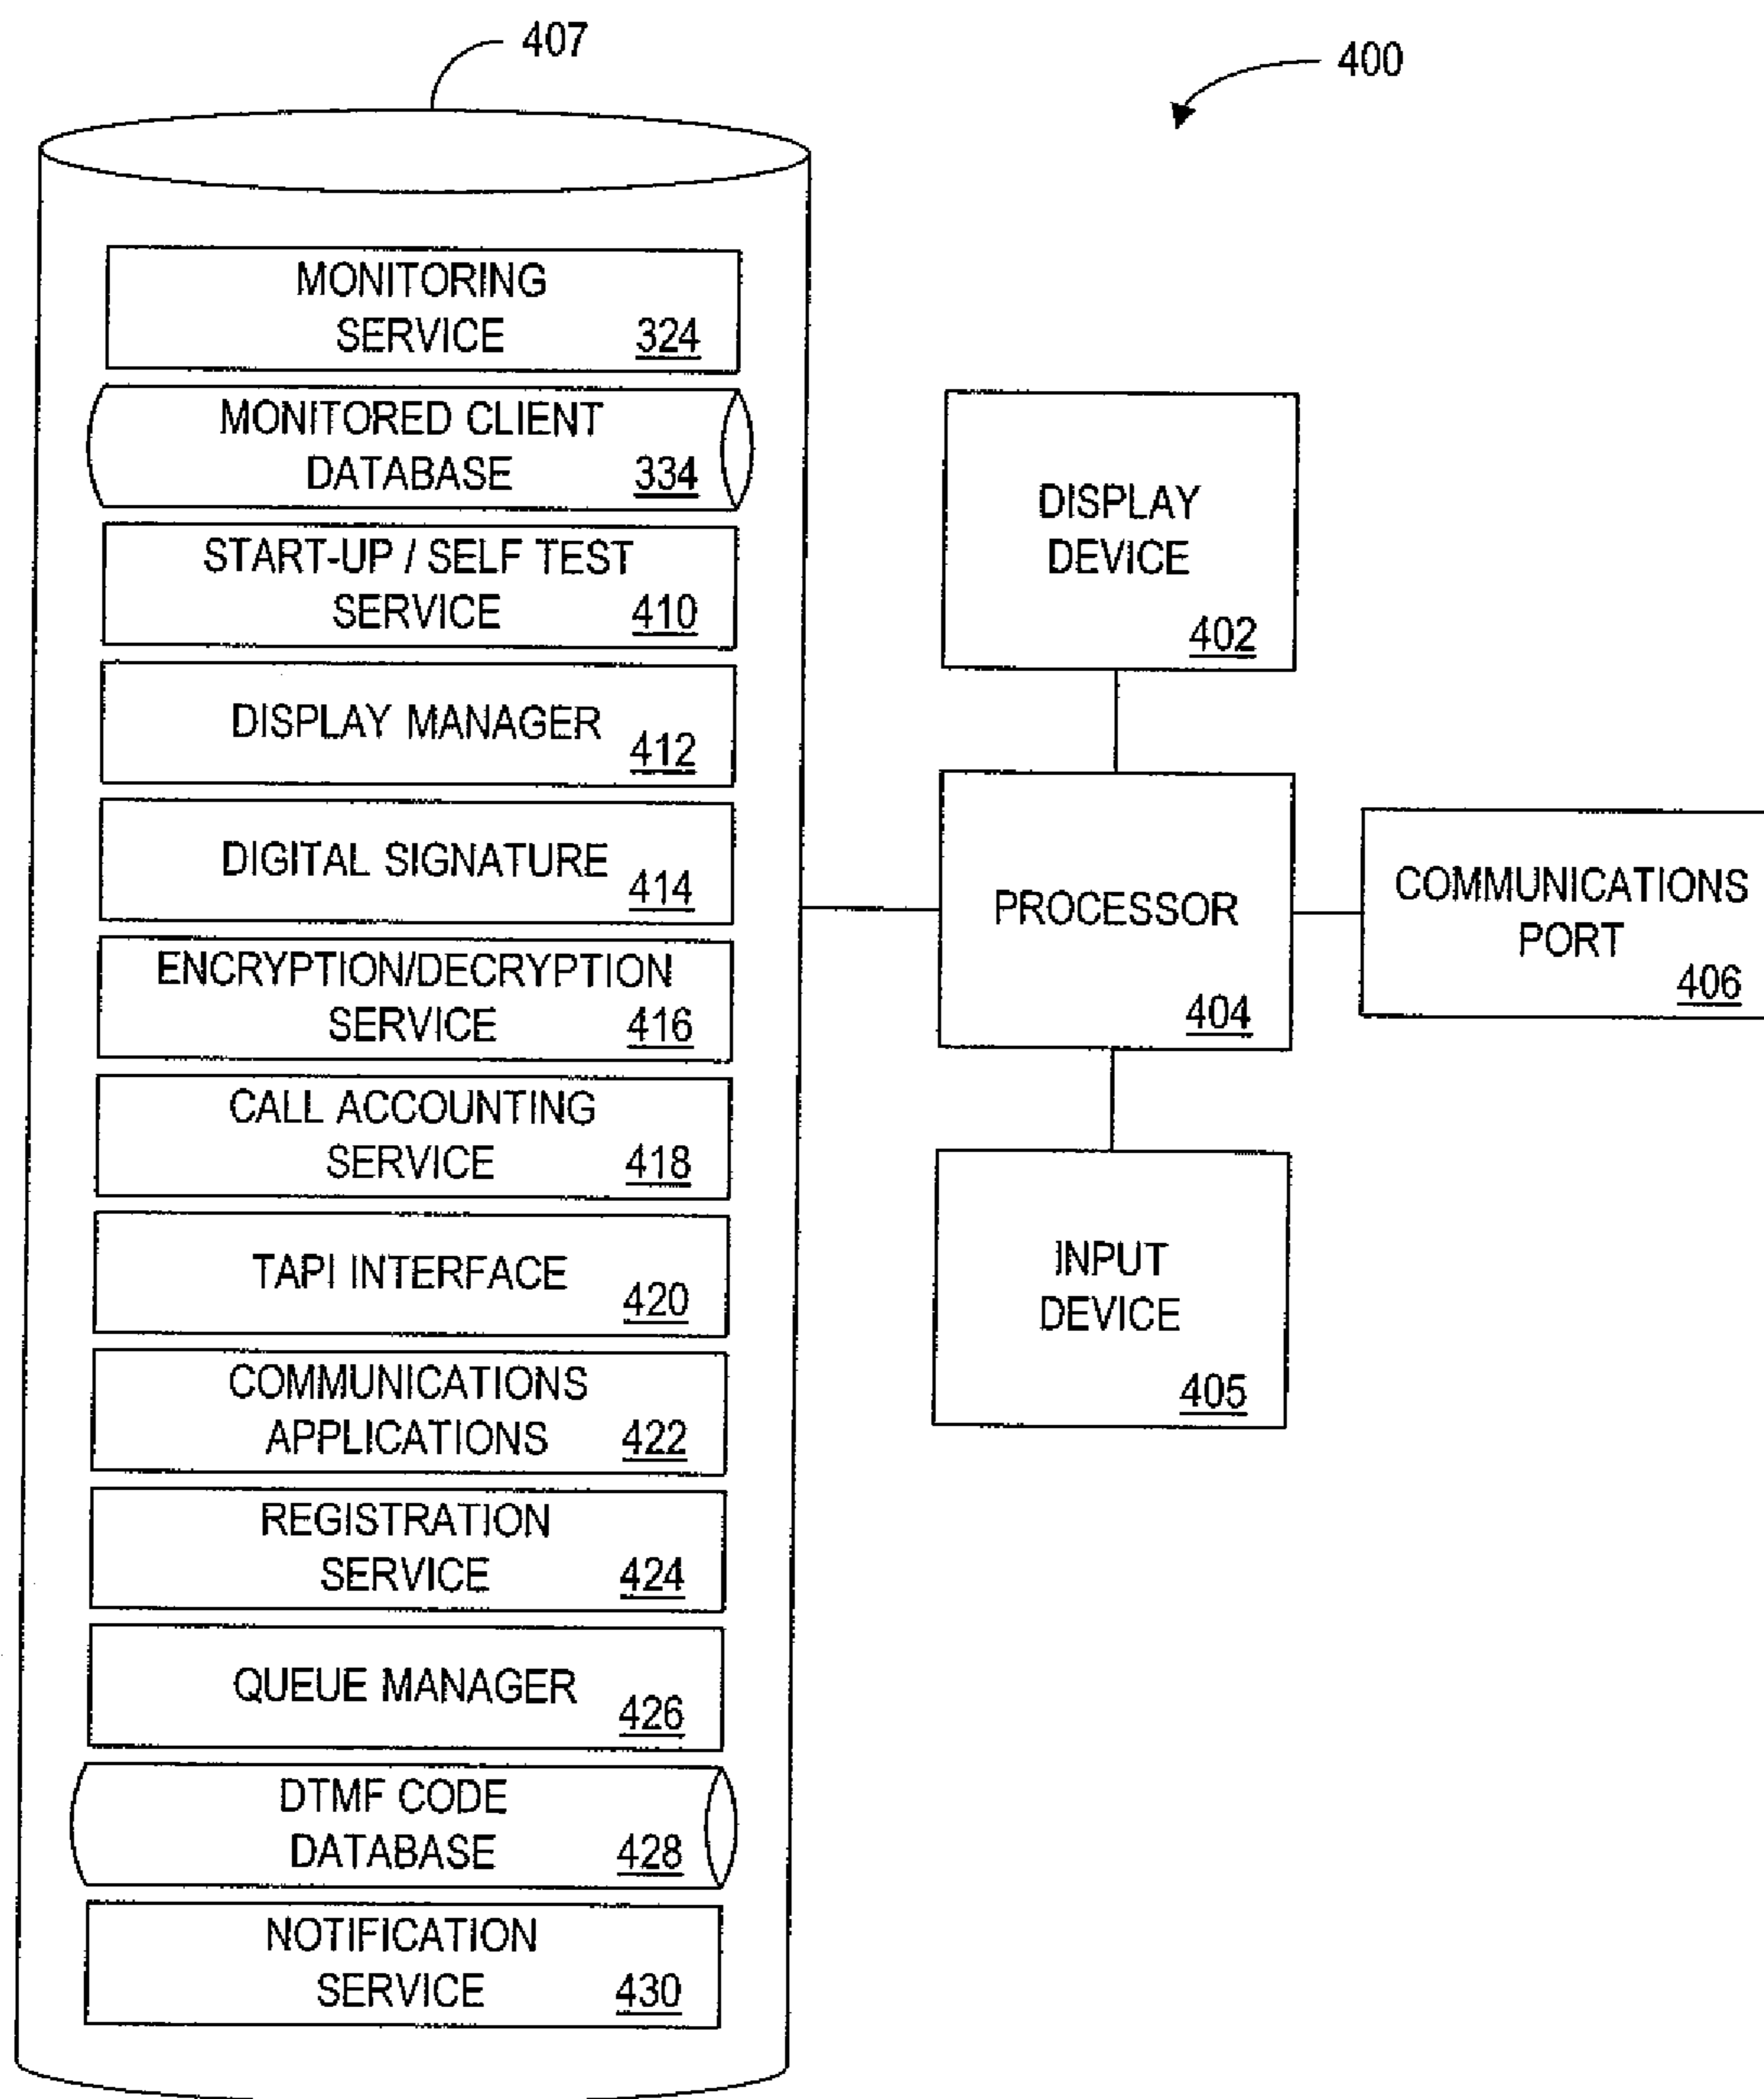 407
400
MONITORING
SERVICE 324
MONITORED CLIENT
DATABASE 334
START-UP / SELF TEST
SERVICE 410
DISPLAY MANAGER 412
DIGITAL SIGNATURE 414
ENCRYPTION/DECRYPTION
SERVICE 416
CALL ACCOUNTING
SERVICE 418
TAPI INTERFACE 420
COMMUNICATIONS
APPLICATIONS 422
REGISTRATION
SERVICE 424
QUEUE MANAGER 426
DTMF CODE
DATABASE 428
NOTIFICATION
SERVICE 430
DISPLAY
DEVICE
402
PROCESSOR
404
COMMUNICATIONS
PORT
406
INPUT
DEVICE
405